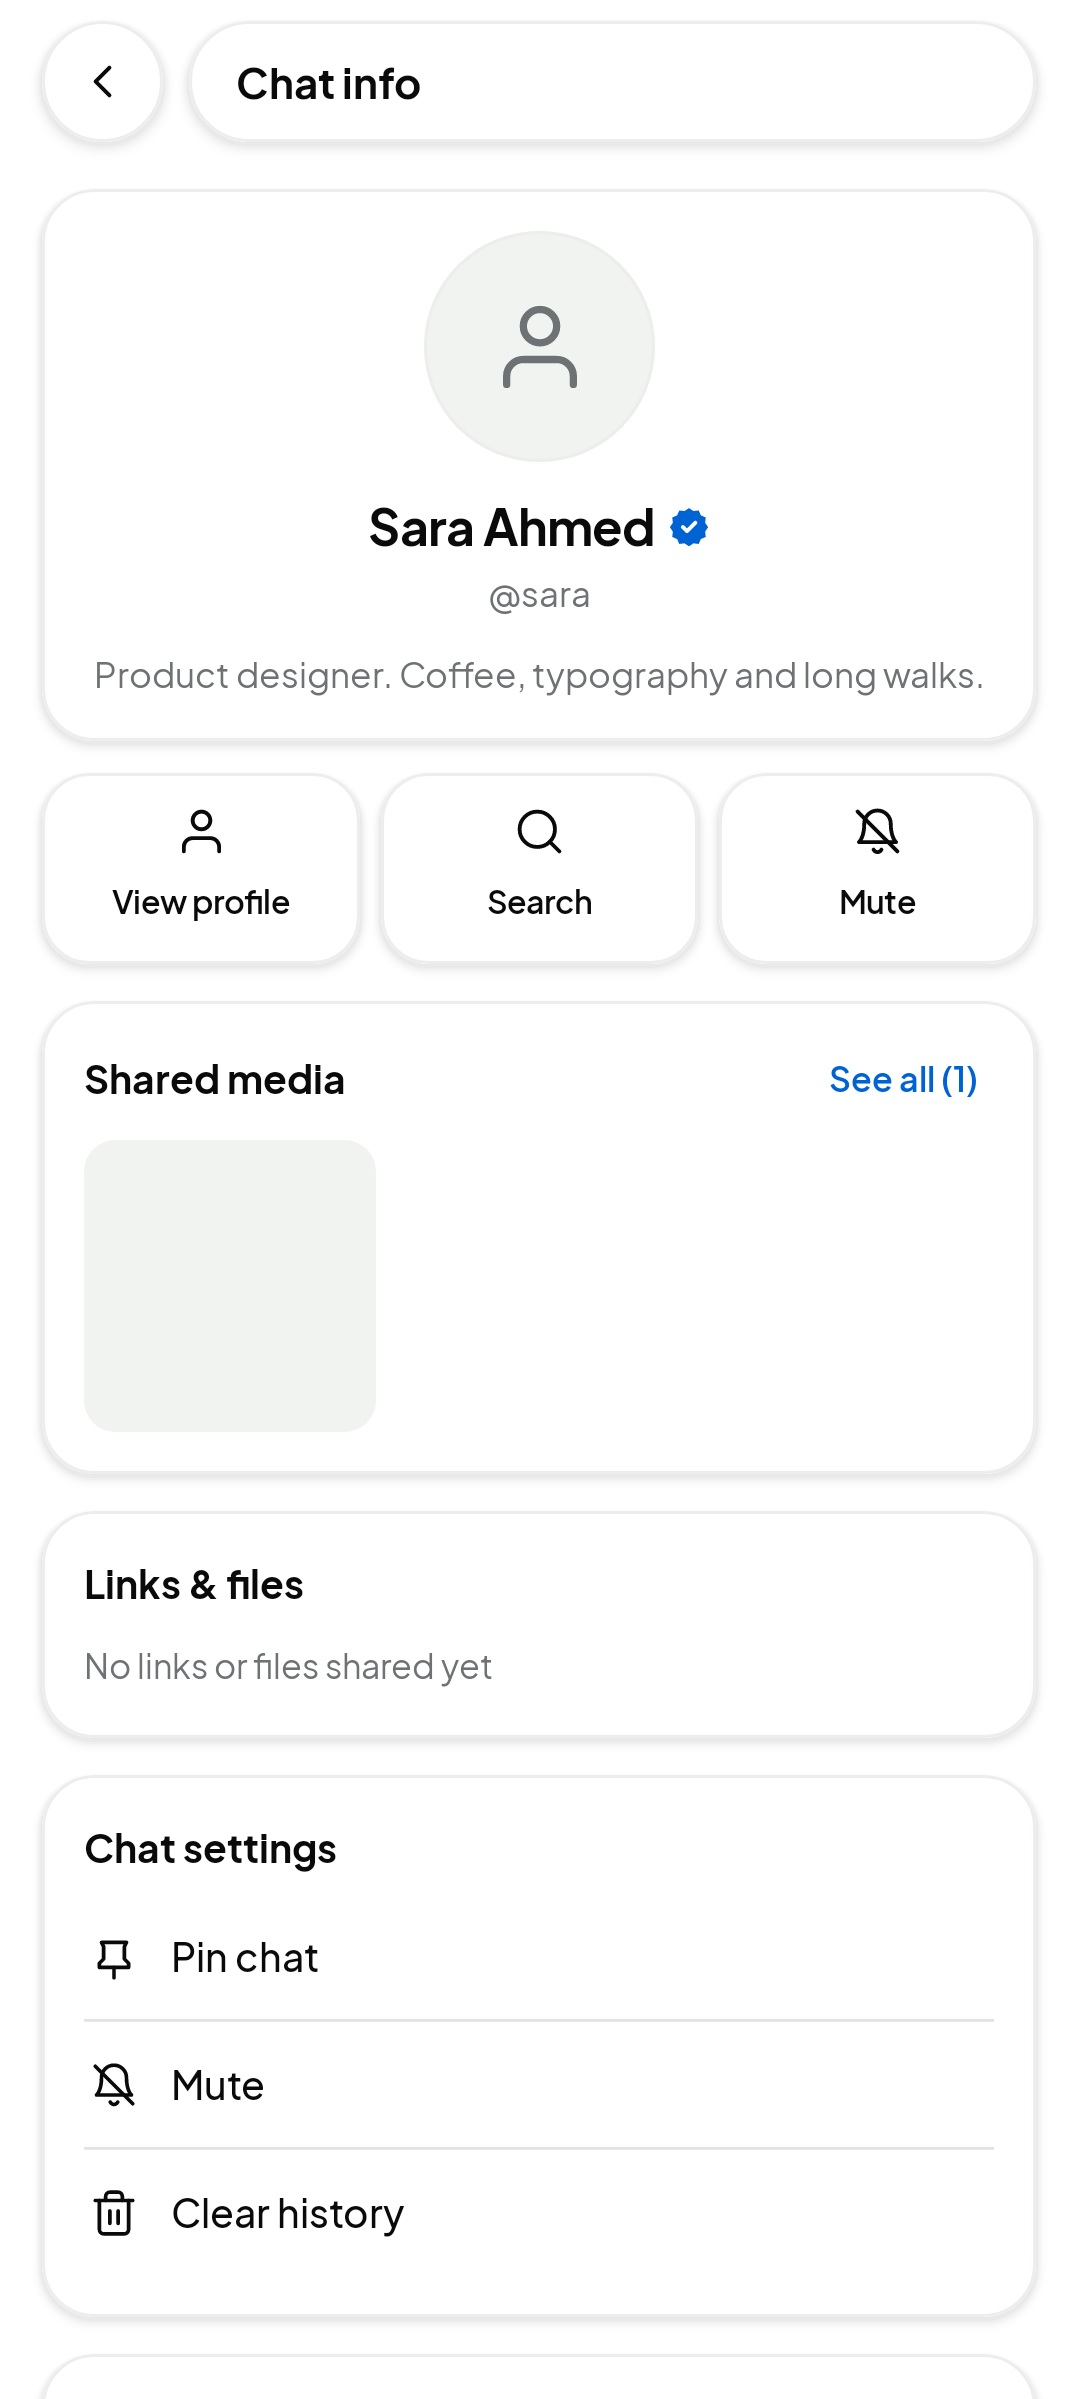 Chat info
Sara Ahmed
@sara
Product designer. Coffee, typography and long walks.
View profile
Search
Mute
Shared media
See all (1)
Links & files
No links or files shared yet
Chat settings
Pin chat
Mute
Clear history